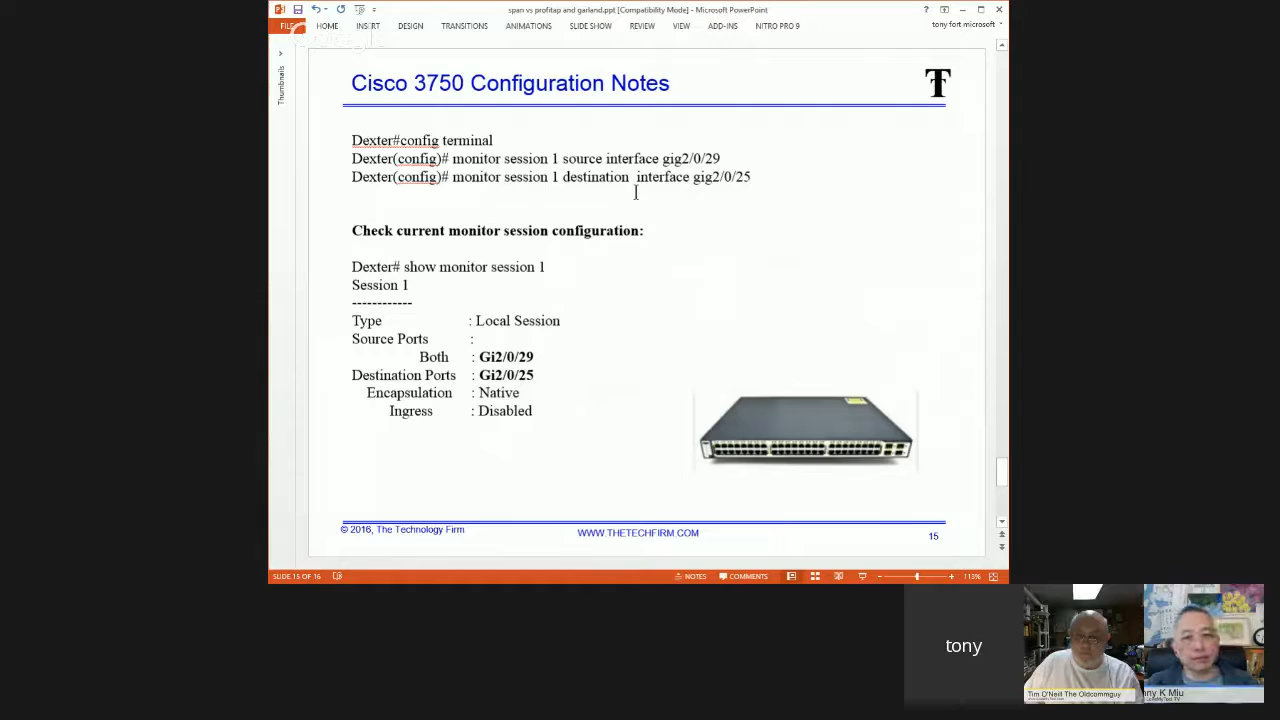 span vs profitap and garland.ppt [Compatibility Mode] - Microsoft PowerPoint
FILE HOME INSERT DESIGN TRANSITIONS ANIMATIONS SLIDE SHOW REVIEW VIEW ADD-INS NITRO PRO 9 tony fort microsoft
Thumbnails
Cisco 3750 Configuration Notes
Dexter#config terminal
Dexter(config)# monitor session 1 source interface gig2/0/29
Dexter(config)# monitor session 1 destination  interface gig2/0/25
Check current monitor session configuration:
Dexter# show monitor session 1
Session 1
------------
Type : Local Session
Source Ports :
Both : Gi2/0/29
Destination Ports : Gi2/0/25
Encapsulation : Native
Ingress : Disabled
© 2016, The Technology Firm WWW.THETECHFIRM.COM 15
SLIDE 15 OF 16 NOTES COMMENTS 113%
tony
Tim O'Neill The Oldcommguy
nny K Miu